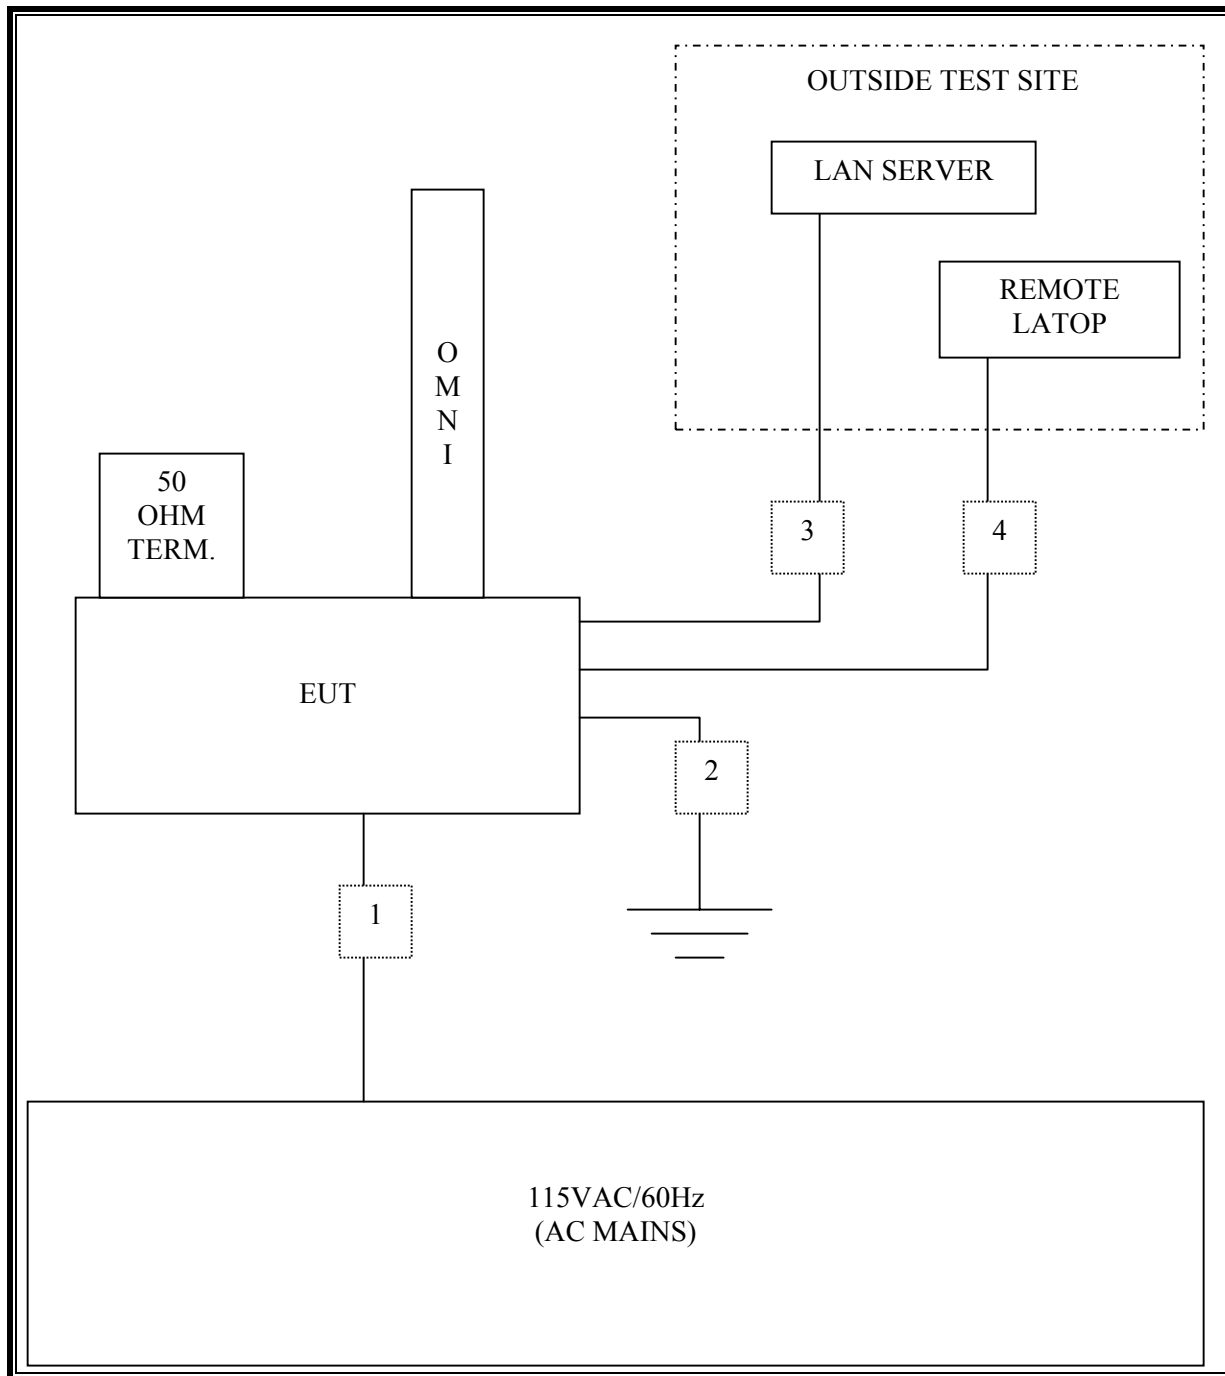 OUTSIDE TEST SITE
LAN SERVER
REMOTE
LATOP
O
M
N
I
50
OHM
TERM.
3
4
EUT
2
1
115VAC/60Hz
(AC MAINS)